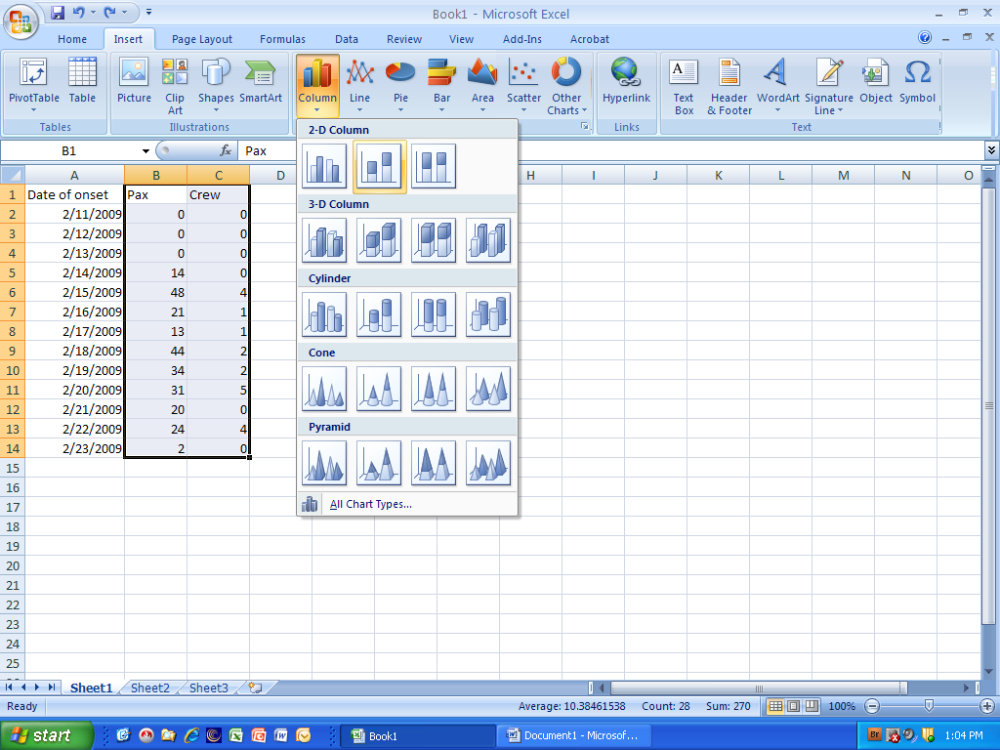 Book1 - Microsoft Excel
Home Insert Page Layout Formulas Data Review View Add-Ins Acrobat
PivotTable Table Picture Clip Art Shapes SmartArt Column Line Pie Bar Area Scatter Other Charts Hyperlink Text Box Header & Footer WordArt Signature Line Object Symbol
Tables Illustrations Links Text
B1 fx Pax
A B C D H I J K L M N O
1 Date of onset Pax Crew
2 2/11/2009 0 0
3 2/12/2009 0 0
4 2/13/2009 0 0
5 2/14/2009 14 0
6 2/15/2009 48 4
7 2/16/2009 21 1
8 2/17/2009 13 1
9 2/18/2009 44 2
10 2/19/2009 34 2
11 2/20/2009 31 5
12 2/21/2009 20 0
13 2/22/2009 24 4
14 2/23/2009 2 0
15
16
17
18
19
20
21
22
23
24
25
2-D Column
3-D Column
Cylinder
Cone
Pyramid
All Chart Types...
Sheet1 Sheet2 Sheet3
Ready Average: 10.38461538 Count: 28 Sum: 270 100%
start Book1 Document1 - Microsof... Br 1:04 PM